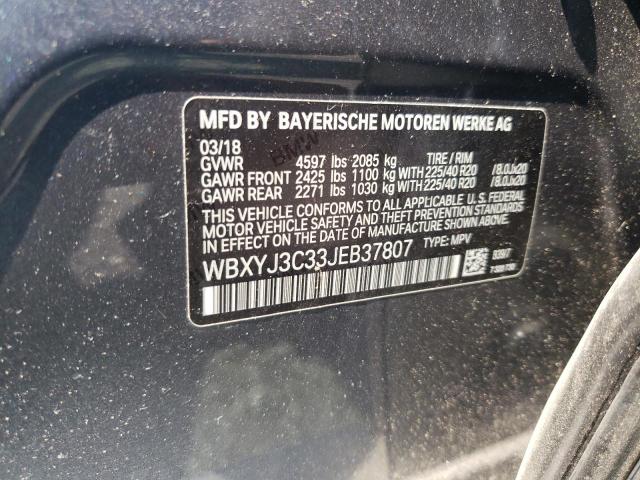 MFD BY BAYERISCHE MOTOREN WERKE AG
03/18
GVWR 4597 lbs 2085 kg TIRE / RIM
GAWR FRONT 2425 lbs 1100 kg WITH 225/40 R20 /8.0Jx20
GAWR REAR 2271 lbs 1030 kg WITH 225/40 R20 /8.0Jx20
THIS VEHICLE CONFORMS TO ALL APPLICABLE U.S. FEDERAL
MOTOR VEHICLE SAFETY AND THEFT PREVENTION STANDARDS
IN EFFECT ON THE DATE OF MANUFACTURE SHOWN ABOVE.
WBXYJ3C33JEB37807 TYPE: MPV